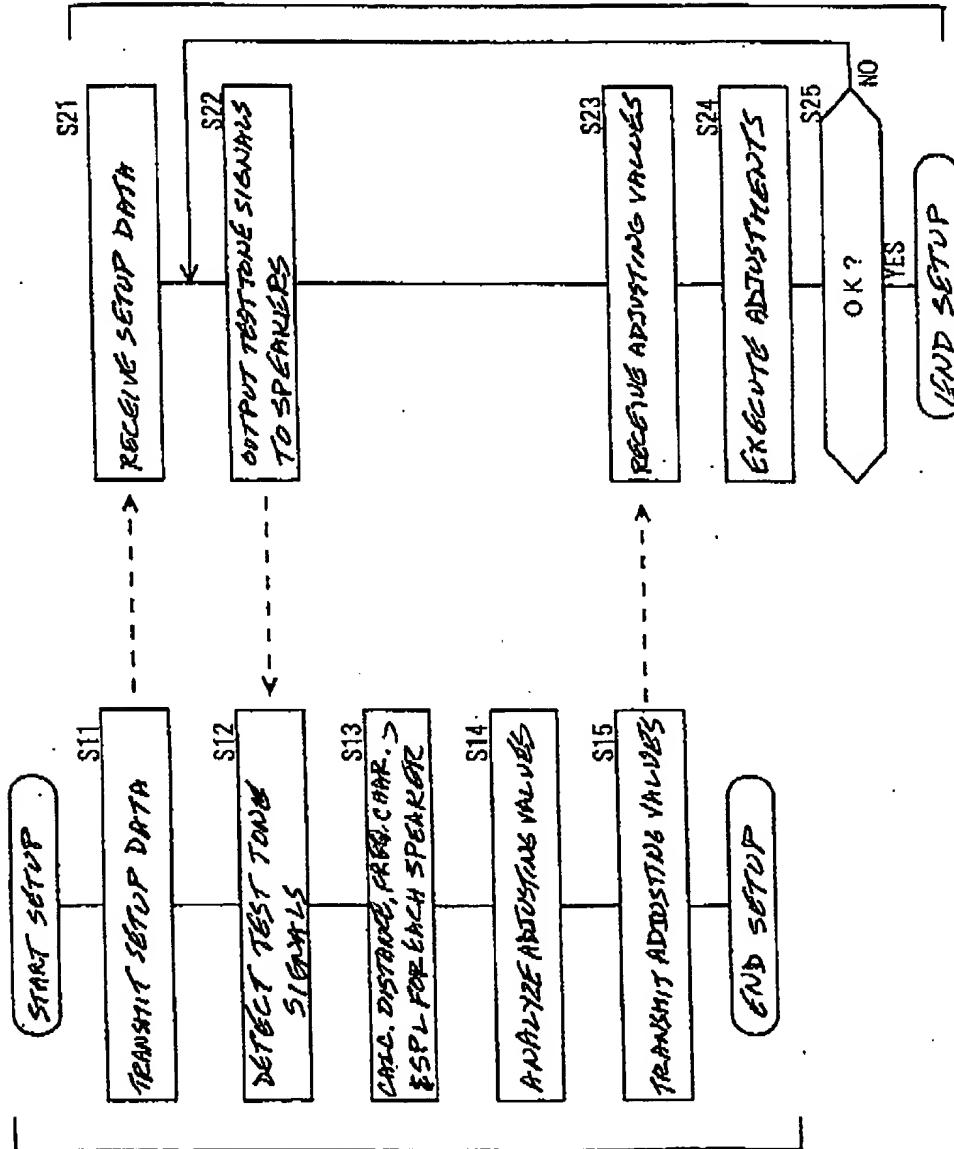 START SETUP
S11
TRANSMIT SETUP DATA
S12
DETECT TEST TONE
SIGNALS
S13
CALC. DISTANCE, FREQ. CHAR. >
& SPL FOR EACH SPEAKER
S14
ANALYZE ADJUSTING VALUES
S15
TRANSMIT ADJUSTING VALUES
END SETUP
S21
RECEIVE SETUP DATA
S22
OUTPUT TEST TONE SIGNALS
TO SPEAKERS
S23
RECEIVE ADJUSTING VALUES
S24
EXECUTE ADJUSTMENTS
S25
OK?
NO
YES
END SETUP